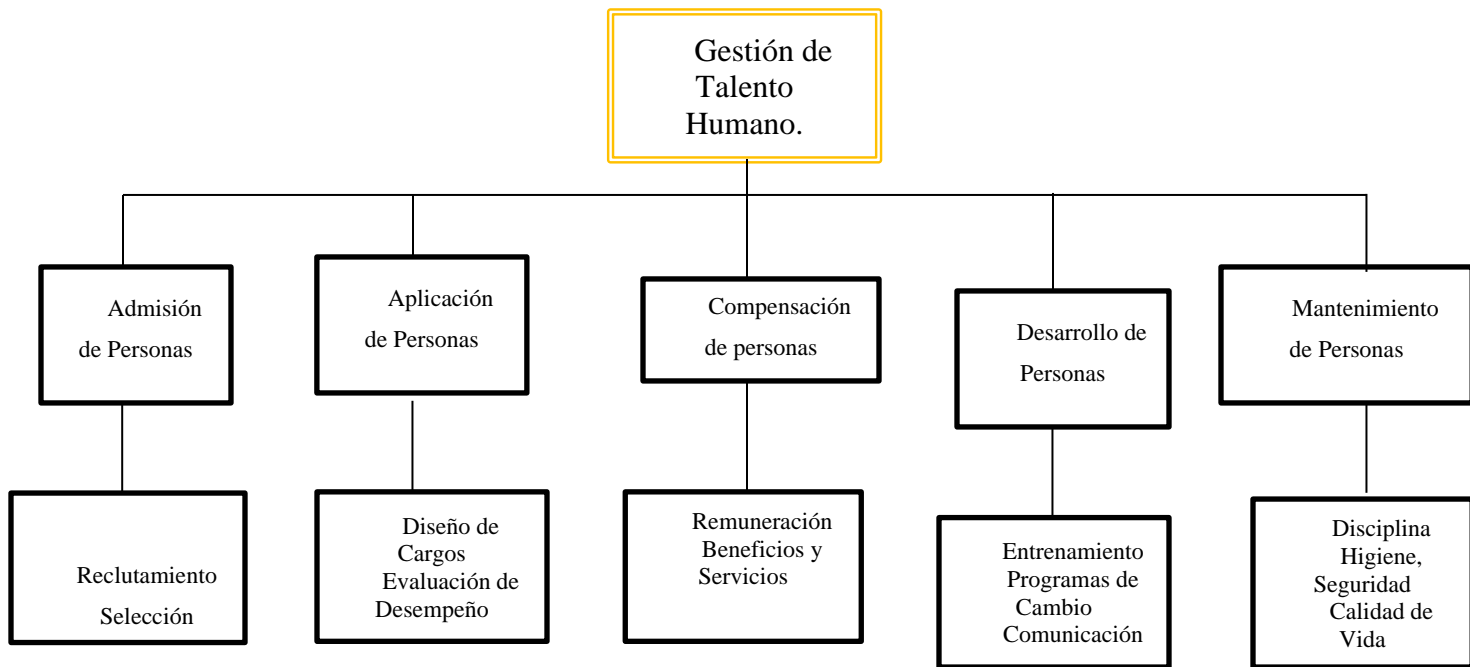 Gestión de
Talento
Humano.
Admisión
de Personas
Aplicación
de Personas
Compensación
de personas
Desarrollo de
Personas
Mantenimiento
de Personas
Reclutamiento
Selección
Diseño de
Cargos
Evaluación de
Desempeño
Remuneración
Beneficios y
Servicios
Entrenamiento
Programas de
Cambio
Comunicación
Disciplina
Higiene,
Seguridad
Calidad de
Vida